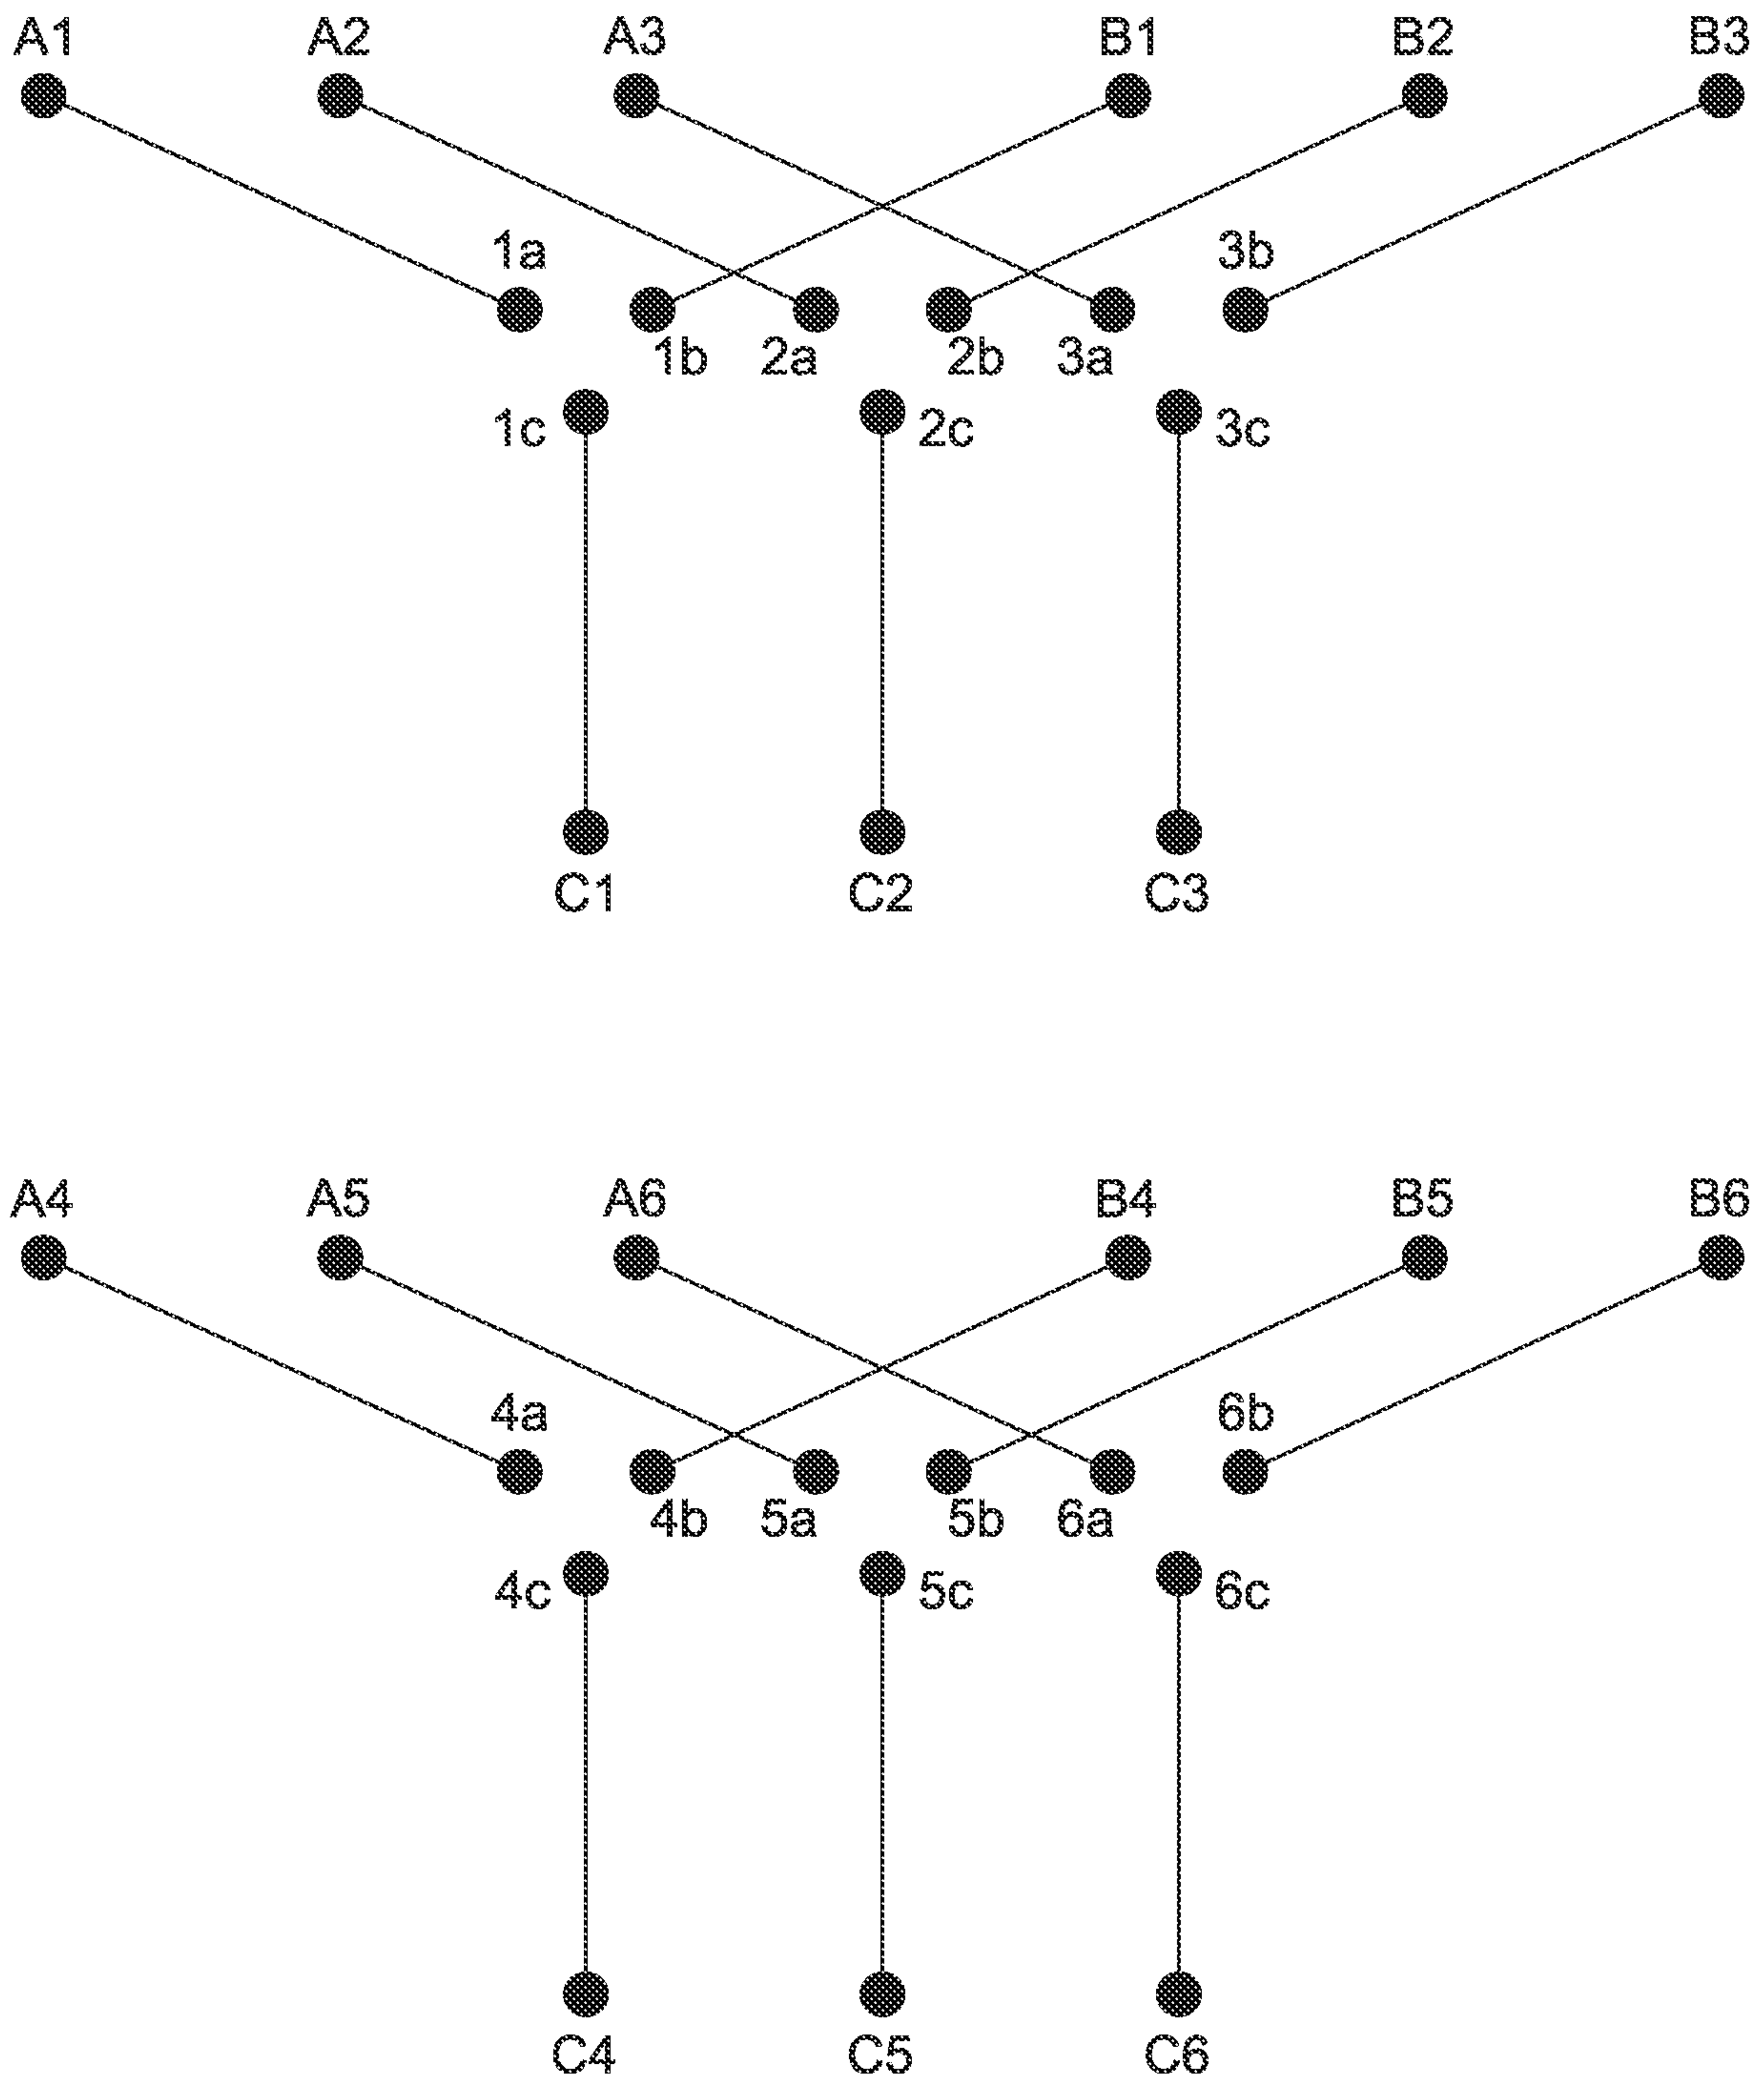 A1 A2 A3 B1 B2 B3
1a 3b
1b 2a 2b 3a
1c 2c 3c
C1 C2 C3
A4 A5 A6 B4 B5 B6
4a 6b
4b 5a 5b 6a
4c 5c 6c
C4 C5 C6